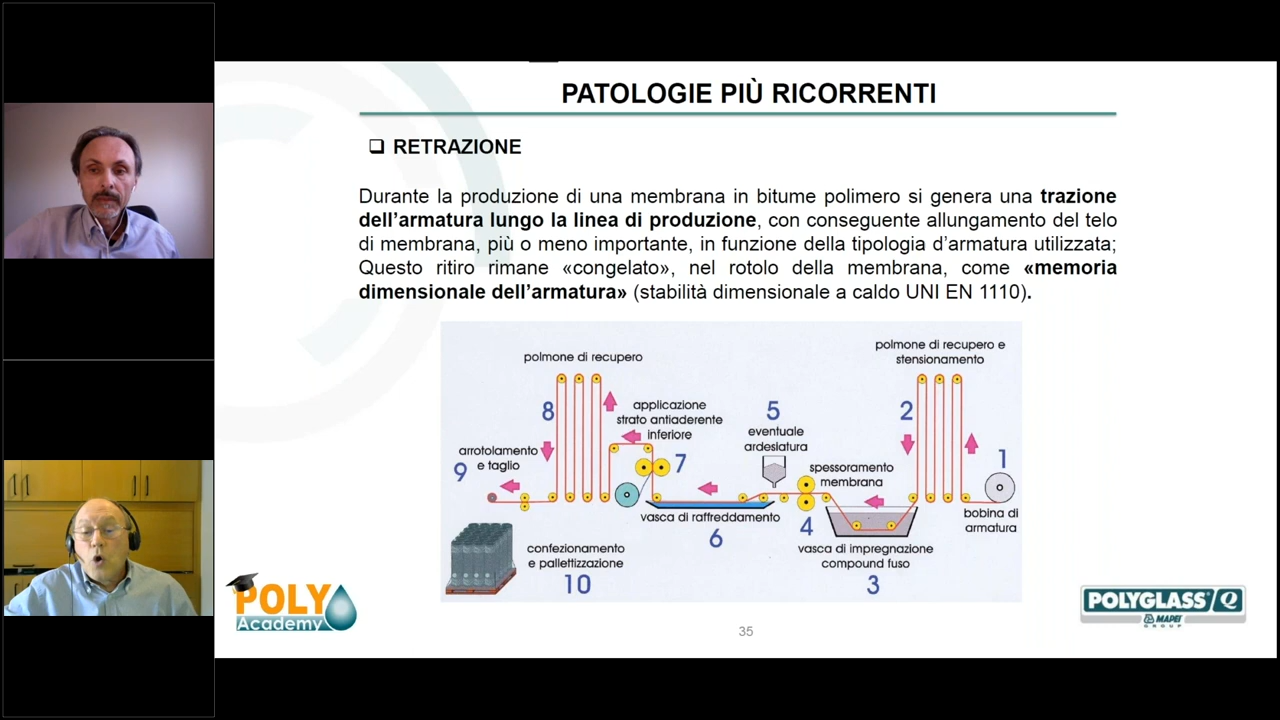 PATOLOGIE PIÙ RICORRENTI
❑ RETRAZIONE
Durante la produzione di una membrana in bitume polimero si genera una trazione
dell'armatura lungo la linea di produzione, con conseguente allungamento del telo
di membrana, più o meno importante, in funzione della tipologia d'armatura utilizzata;
Questo ritiro rimane «congelato», nel rotolo della membrana, come «memoria
dimensionale dell'armatura» (stabilità dimensionale a caldo UNI EN 1110).
polmone di recupero
8
applicazione
strato antiaderente
inferiore
5
eventuale
ardesiatura
polmone di recupero e
stensionamento
2
1
bobina di
armatura
9
arrotolamento
e taglio
7
spessoramento
membrana
4
vasca di raffreddamento
6
vasca di impregnazione
compound fuso
3
confezionamento
e pallettizzazione
10
POLY
Academy
POLYGLASS
MAPEI
GROUP
35